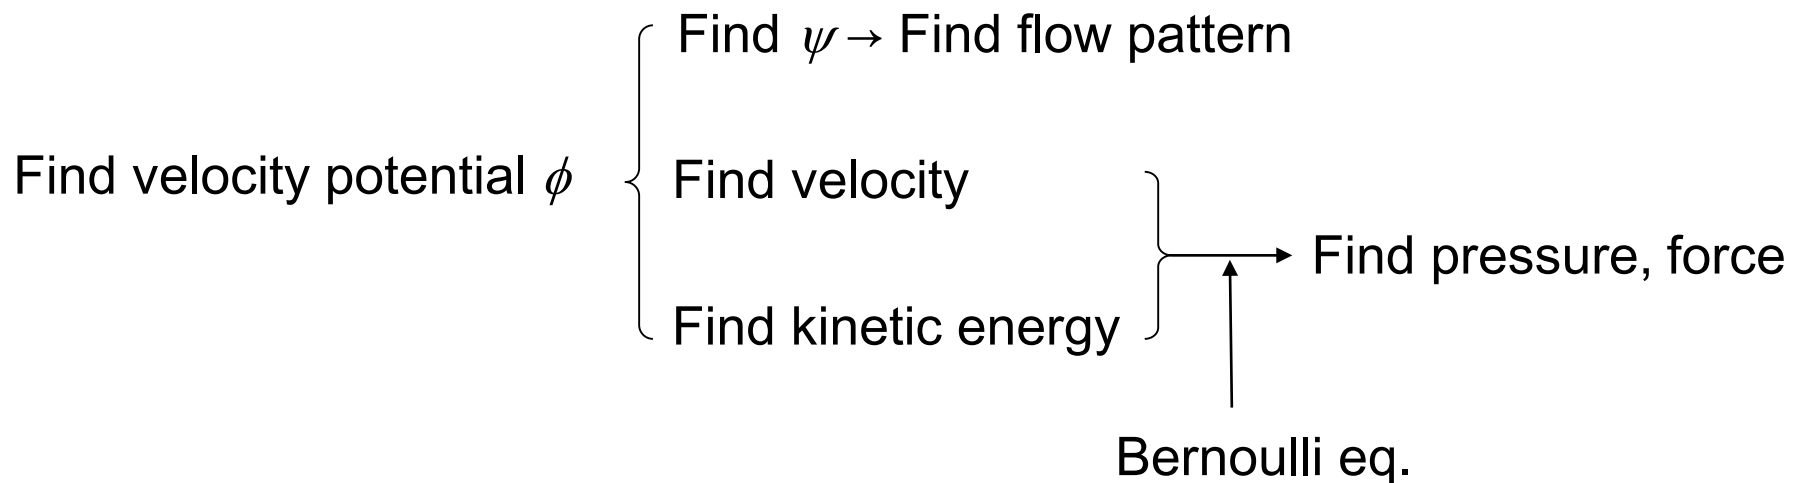 Find ψ → Find flow pattern
Find velocity potential ϕ
Find velocity
Find pressure, force
Find kinetic energy
Bernoulli eq.